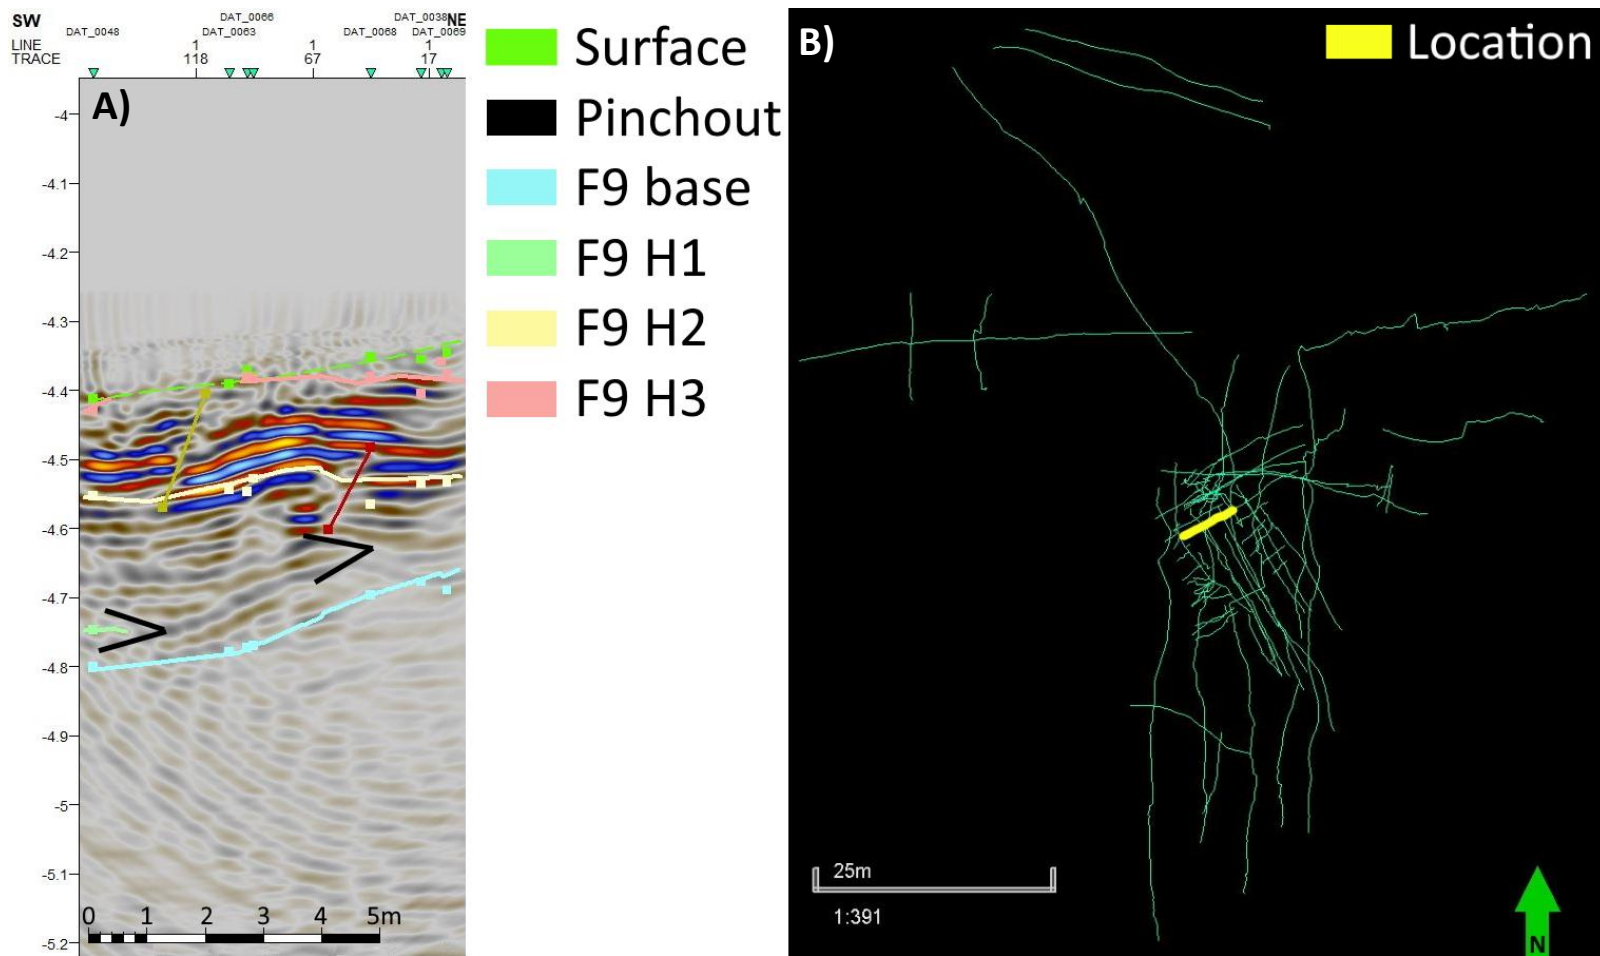 SW
DAT_0066
DAT_0038
NE
DAT_0048
DAT_0063
DAT_0068
DAT_0069
LINE 1 1 1
TRACE 118 67 17
A)
-4
-4.1
-4.2
-4.3
-4.4
-4.5
-4.6
-4.7
-4.8
-4.9
-5
-5.1
-5.2
0 1 2 3 4 5m
Surface
Pinchout
F9 base
F9 H1
F9 H2
F9 H3
B)
Location
25m
1:391
N